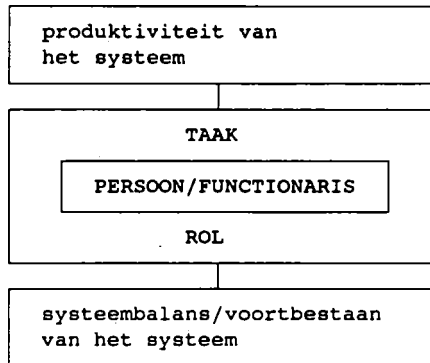 produktiviteit van
het systeem
TAAK
PERSOON/FUNCTIONARIS
ROL
systeembalans/voortbestaan
van het systeem